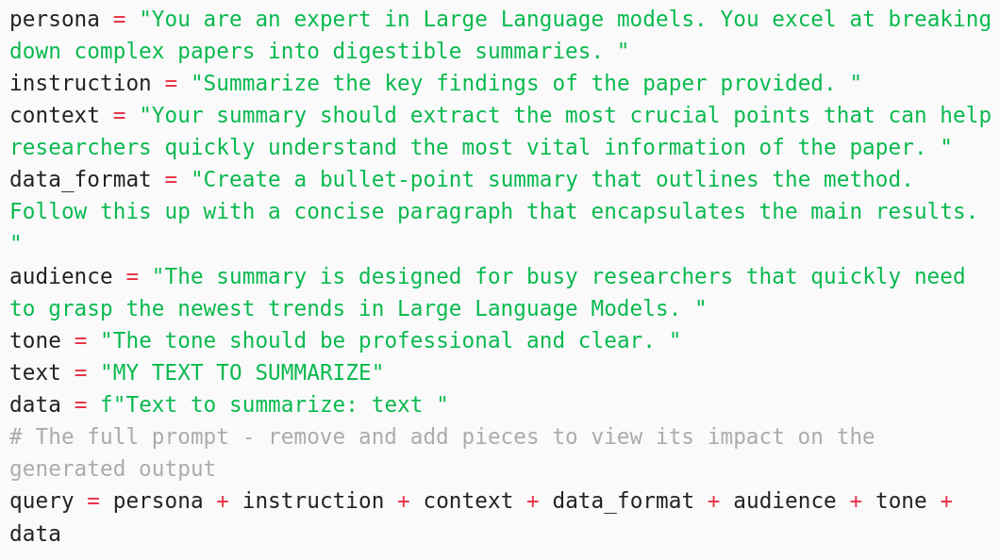 persona = "You are an expert in Large Language models. You excel at breaking
down complex papers into digestible summaries. "
instruction = "Summarize the key findings of the paper provided. "
context = "Your summary should extract the most crucial points that can help
researchers quickly understand the most vital information of the paper. "
data_format = "Create a bullet-point summary that outlines the method.
Follow this up with a concise paragraph that encapsulates the main results.
"
audience = "The summary is designed for busy researchers that quickly need
to grasp the newest trends in Large Language Models. "
tone = "The tone should be professional and clear. "
text = "MY TEXT TO SUMMARIZE"
data = f"Text to summarize: text "
# The full prompt - remove and add pieces to view its impact on the
generated output
query = persona + instruction + context + data_format + audience + tone +
data